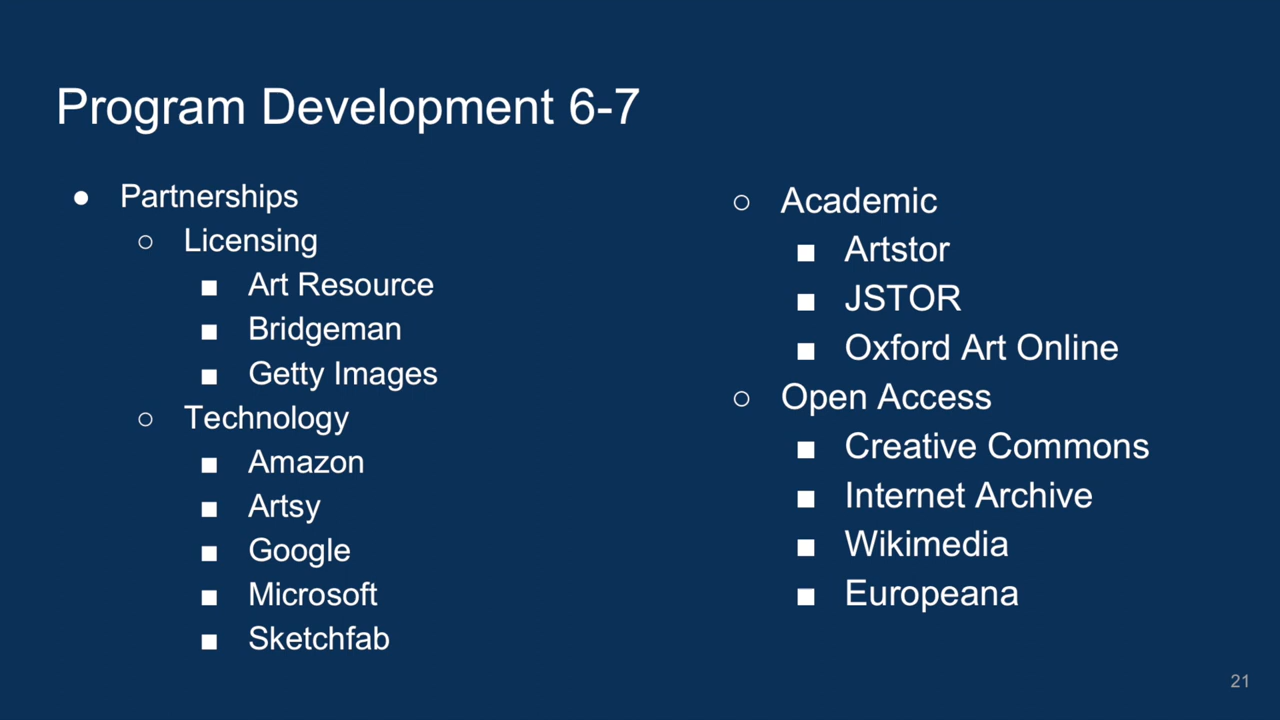 Program Development 6-7
● Partnerships
○ Licensing
■ Art Resource
■ Bridgeman
■ Getty Images
○ Technology
■ Amazon
■ Artsy
■ Google
■ Microsoft
■ Sketchfab
○ Academic
■ Artstor
■ JSTOR
■ Oxford Art Online
○ Open Access
■ Creative Commons
■ Internet Archive
■ Wikimedia
■ Europeana
21